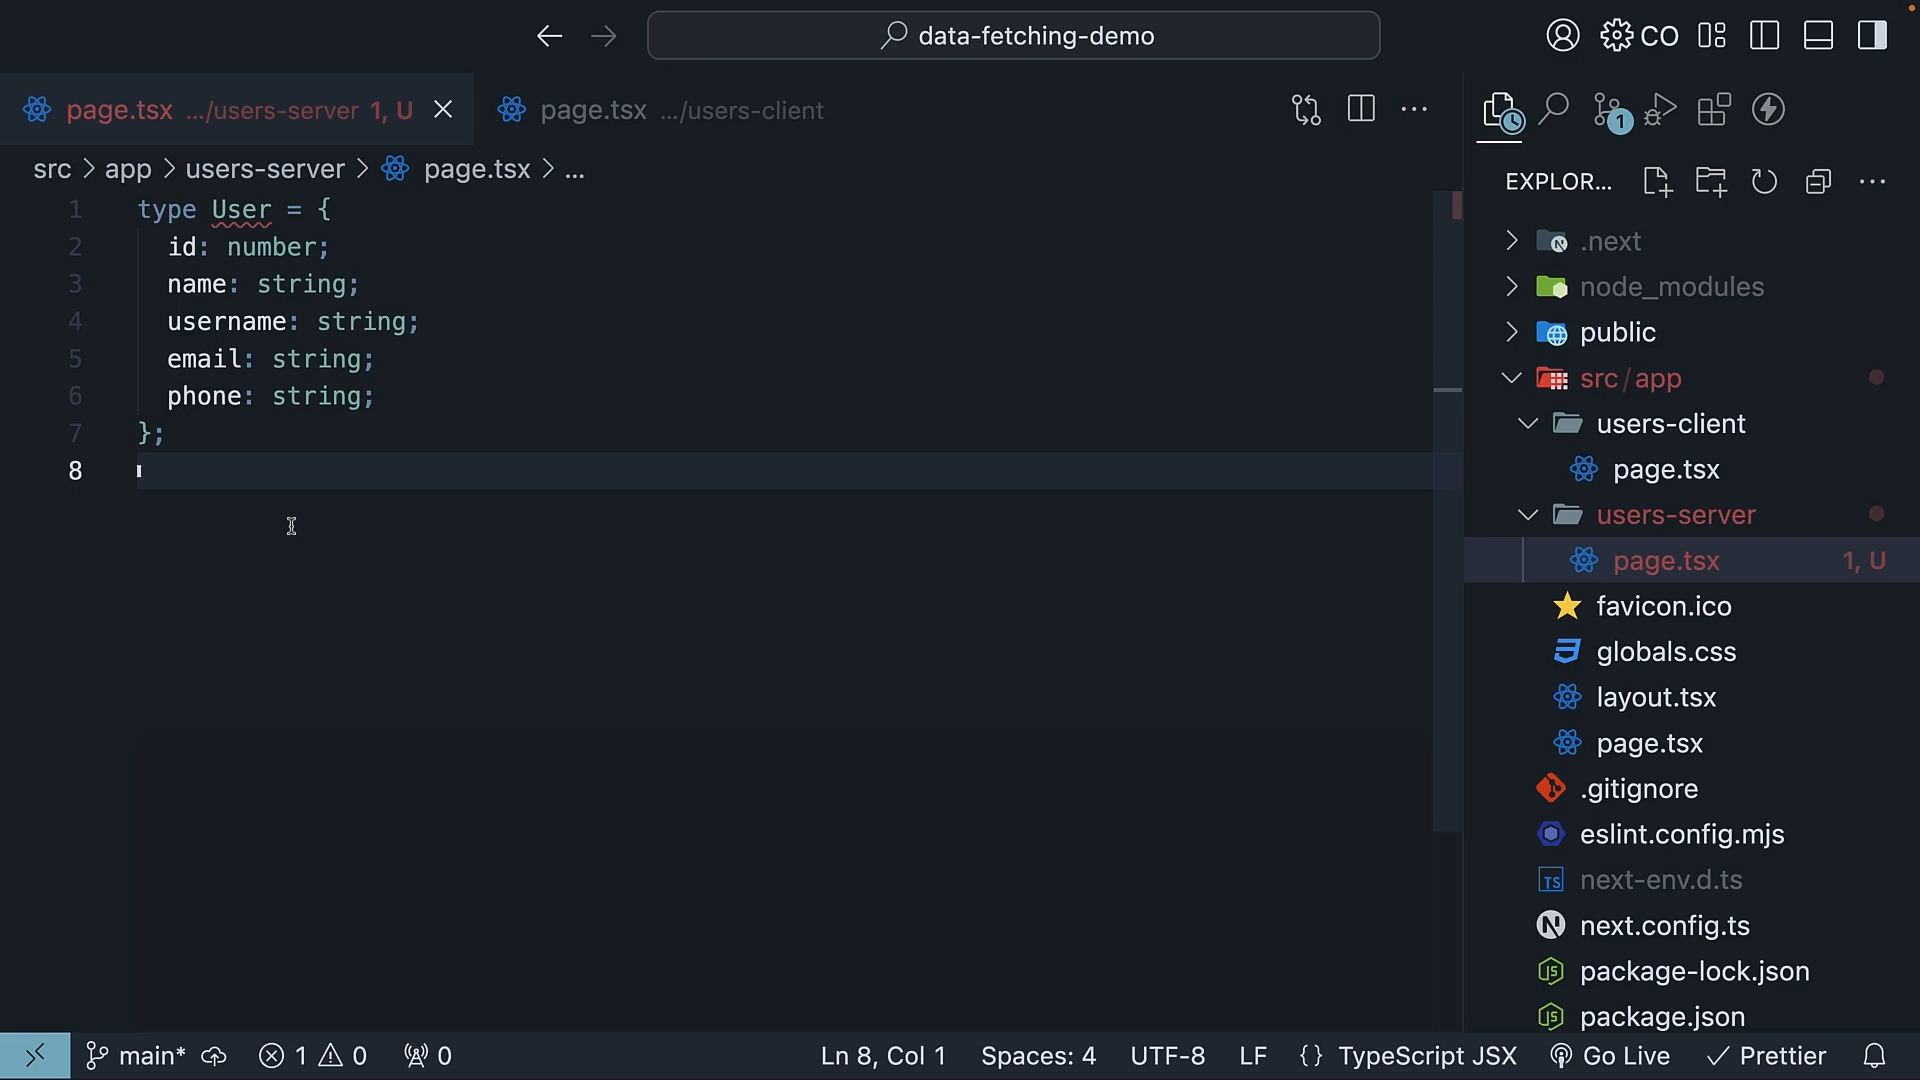 data-fetching-demo
CO
page.tsx .../users-server 1, U
page.tsx .../users-client
src > app > users-server > page.tsx > ...
1 type User = {
2 id: number;
3 name: string;
4 username: string;
5 email: string;
6 phone: string;
7 };
8
EXPLOR...
.next
node_modules
public
src/app
users-client
page.tsx
users-server
page.tsx 1, U
favicon.ico
globals.css
layout.tsx
page.tsx
.gitignore
eslint.config.mjs
TS next-env.d.ts
next.config.ts
package-lock.json
package.json
1
main* 1 0 0 Ln 8, Col 1 Spaces: 4 UTF-8 LF {} TypeScript JSX Go Live Prettier